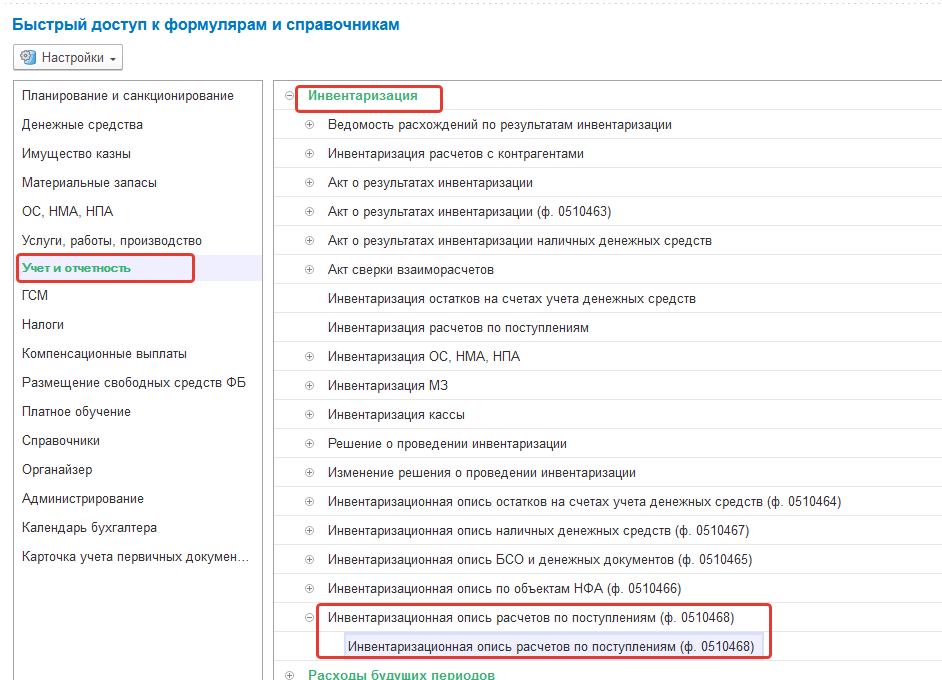 Быстрый доступ к формулярам и справочникам
Настройки
Планирование и санкционирование
Денежные средства
Имущество казны
Материальные запасы
ОС, НМА, НПА
Услуги, работы, производство
Учет и отчетность
ГСМ
Налоги
Компенсационные выплаты
Размещение свободных средств ФБ
Платное обучение
Справочники
Органайзер
Администрирование
Календарь бухгалтера
Карточка учета первичных докумен...
Инвентаризация
Ведомость расхождений по результатам инвентаризации
Инвентаризация расчетов с контрагентами
Акт о результатах инвентаризации
Акт о результатах инвентаризации (ф. 0510463)
Акт о результатах инвентаризации наличных денежных средств
Акт сверки взаиморасчетов
Инвентаризация остатков на счетах учета денежных средств
Инвентаризация расчетов по поступлениям
Инвентаризация ОС, НМА, НПА
Инвентаризация МЗ
Инвентаризация кассы
Решение о проведении инвентаризации
Изменение решения о проведении инвентаризации
Инвентаризационная опись остатков на счетах учета денежных средств (ф. 0510464)
Инвентаризационная опись наличных денежных средств (ф. 0510467)
Инвентаризационная опись БСО и денежных документов (ф. 0510465)
Инвентаризационная опись по объектам НФА (ф. 0510466)
Инвентаризационная опись расчетов по поступлениям (ф. 0510468)
Инвентаризационная опись расчетов по поступлениям (ф. 0510468)
Расходы будущих периодов